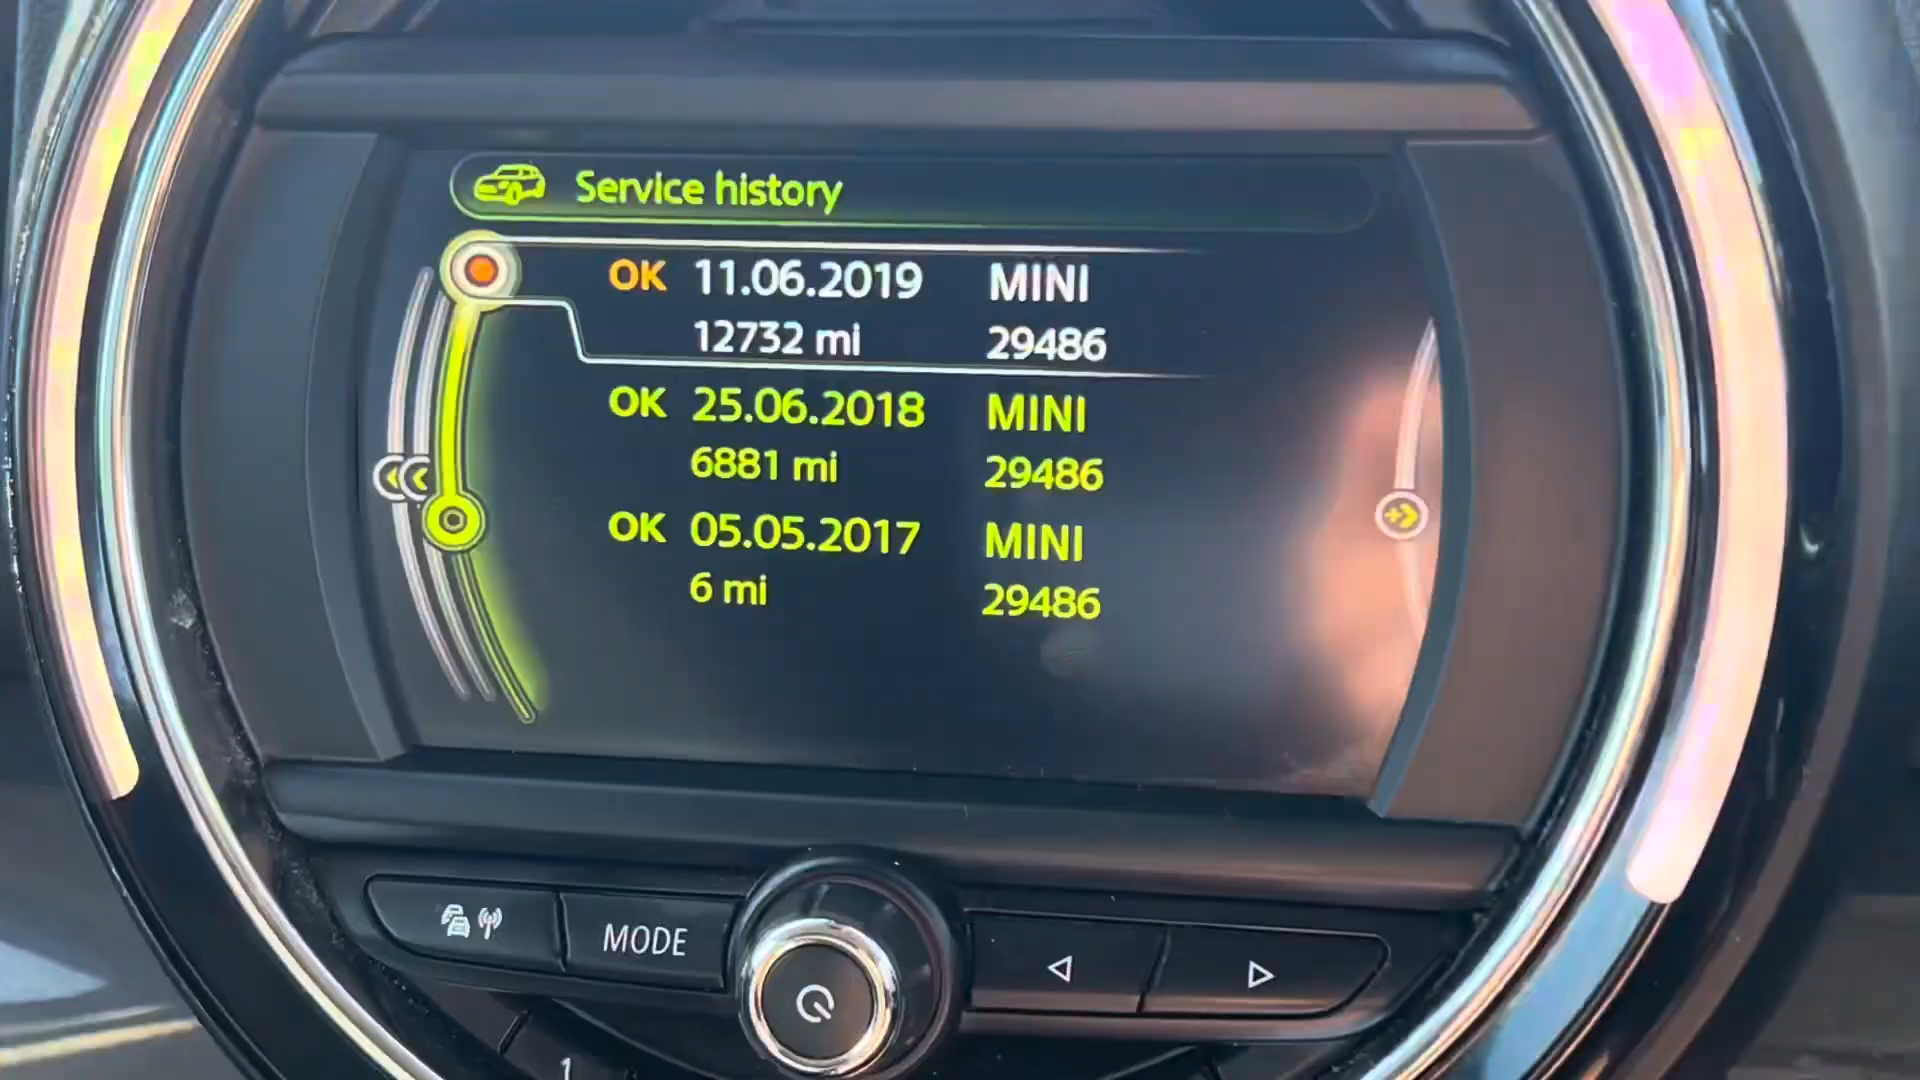 Service history
OK 11.06.2019 MINI
12732 mi 29486
OK 25.06.2018 MINI
6881 mi 29486
OK 05.05.2017 MINI
6 mi 29486
MODE
1